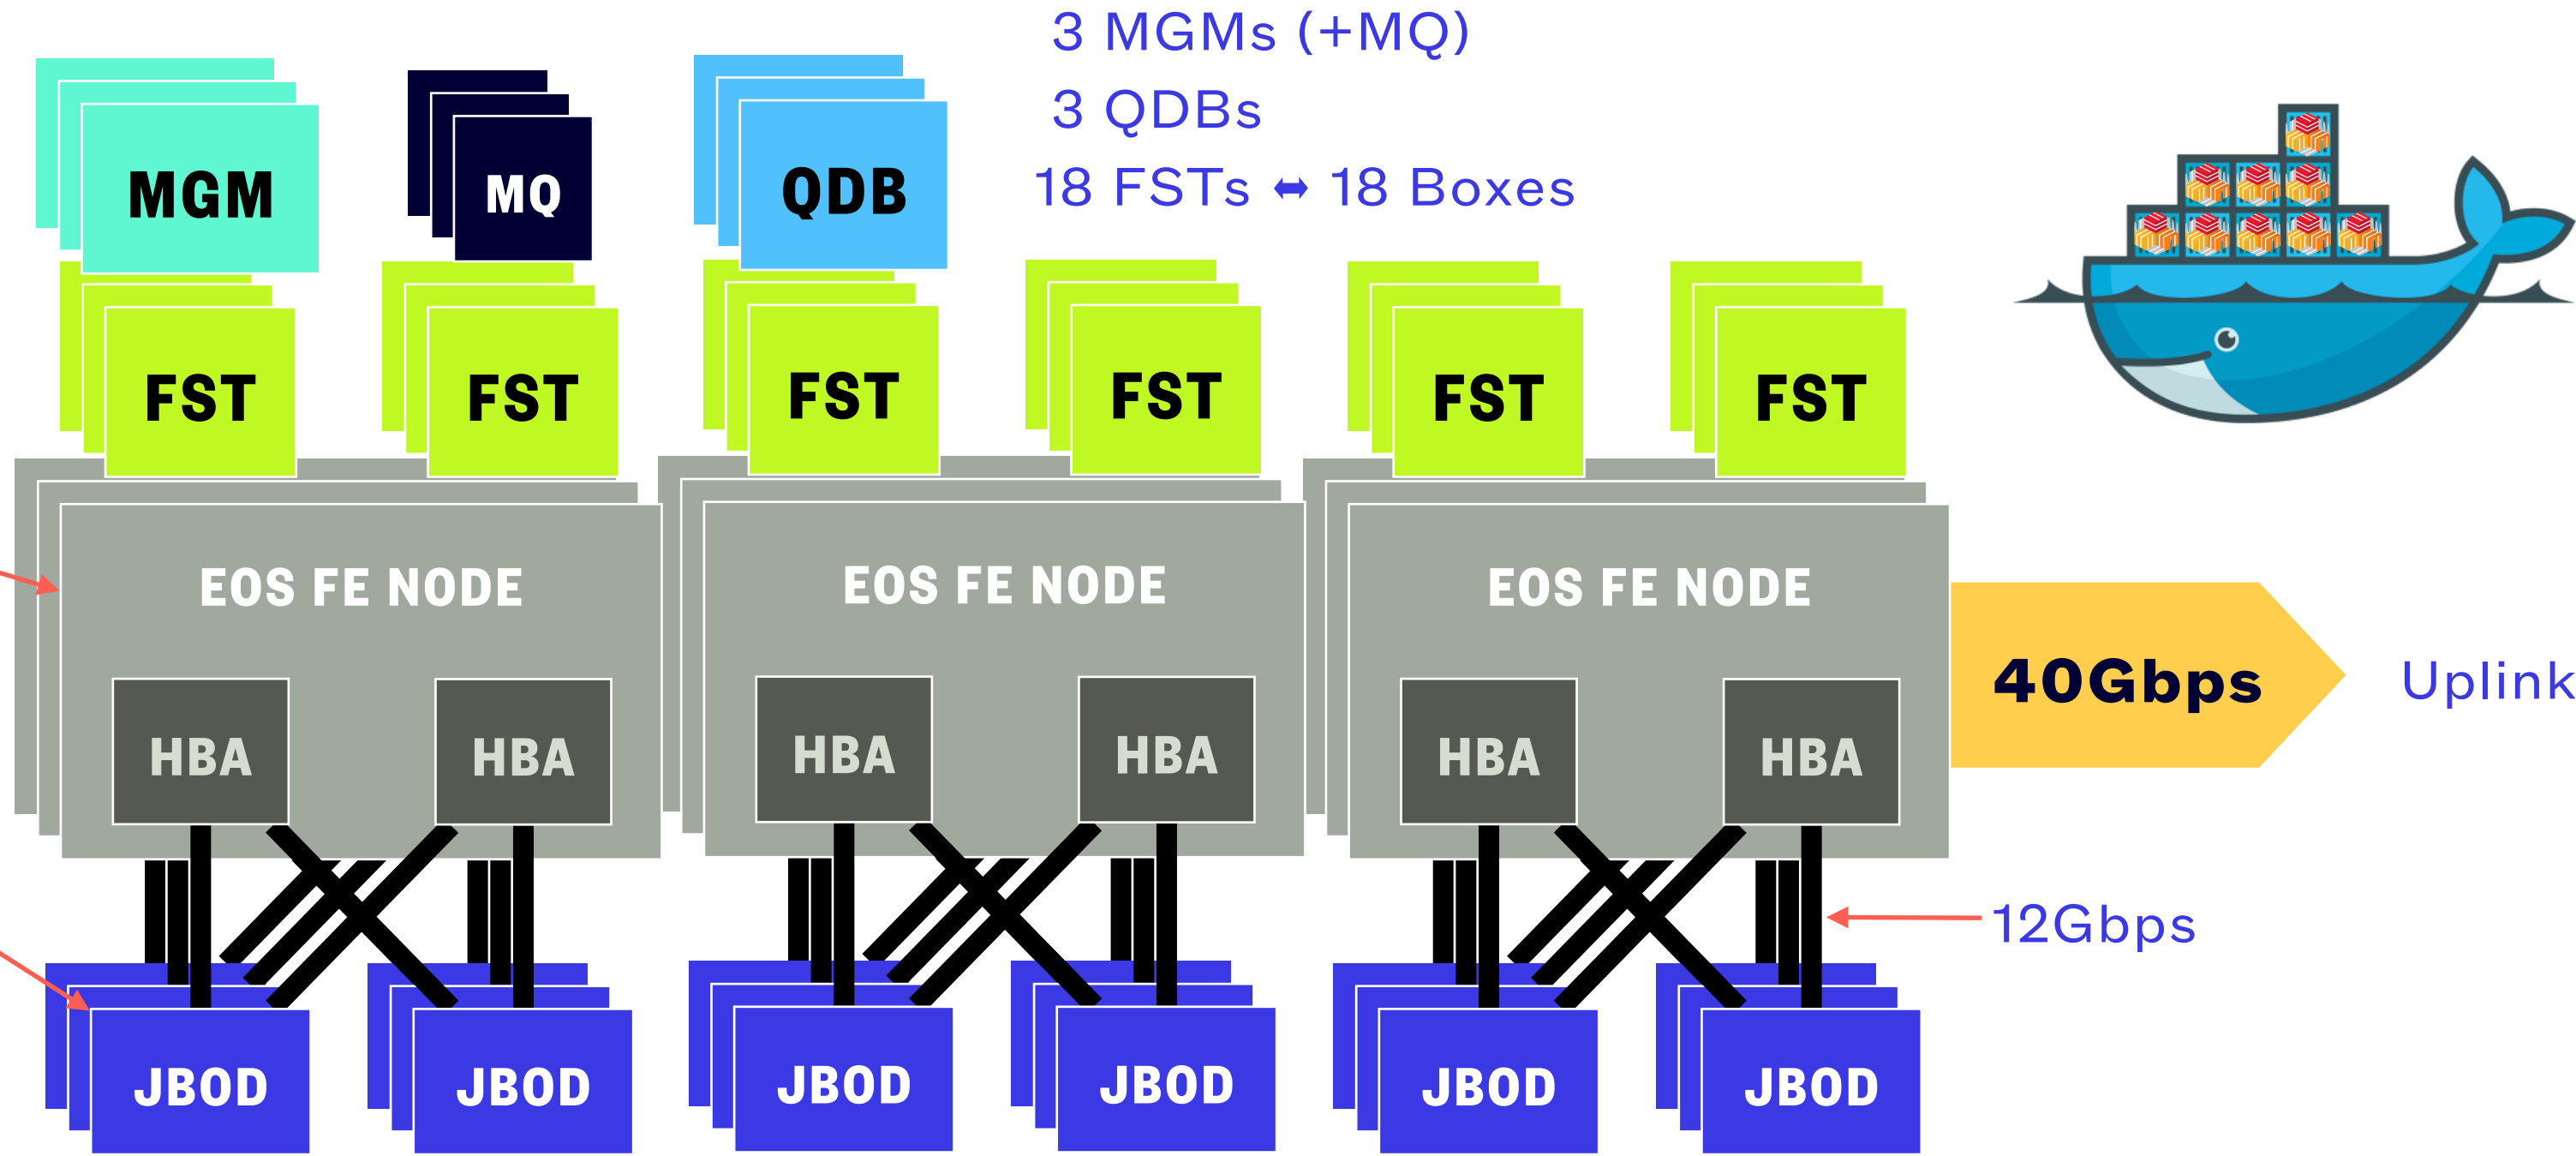 3 MGMs (+MQ)
3 QDBs
18 FSTs ⬌ 18 Boxes
MGM
MQ
QDB
FST
FST
FST
FST
FST
FST
EOS FE NODE
EOS FE NODE
EOS FE NODE
40Gbps
Uplink
HBA
HBA
HBA
HBA
HBA
HBA
12Gbps
JBOD
JBOD
JBOD
JBOD
JBOD
JBOD